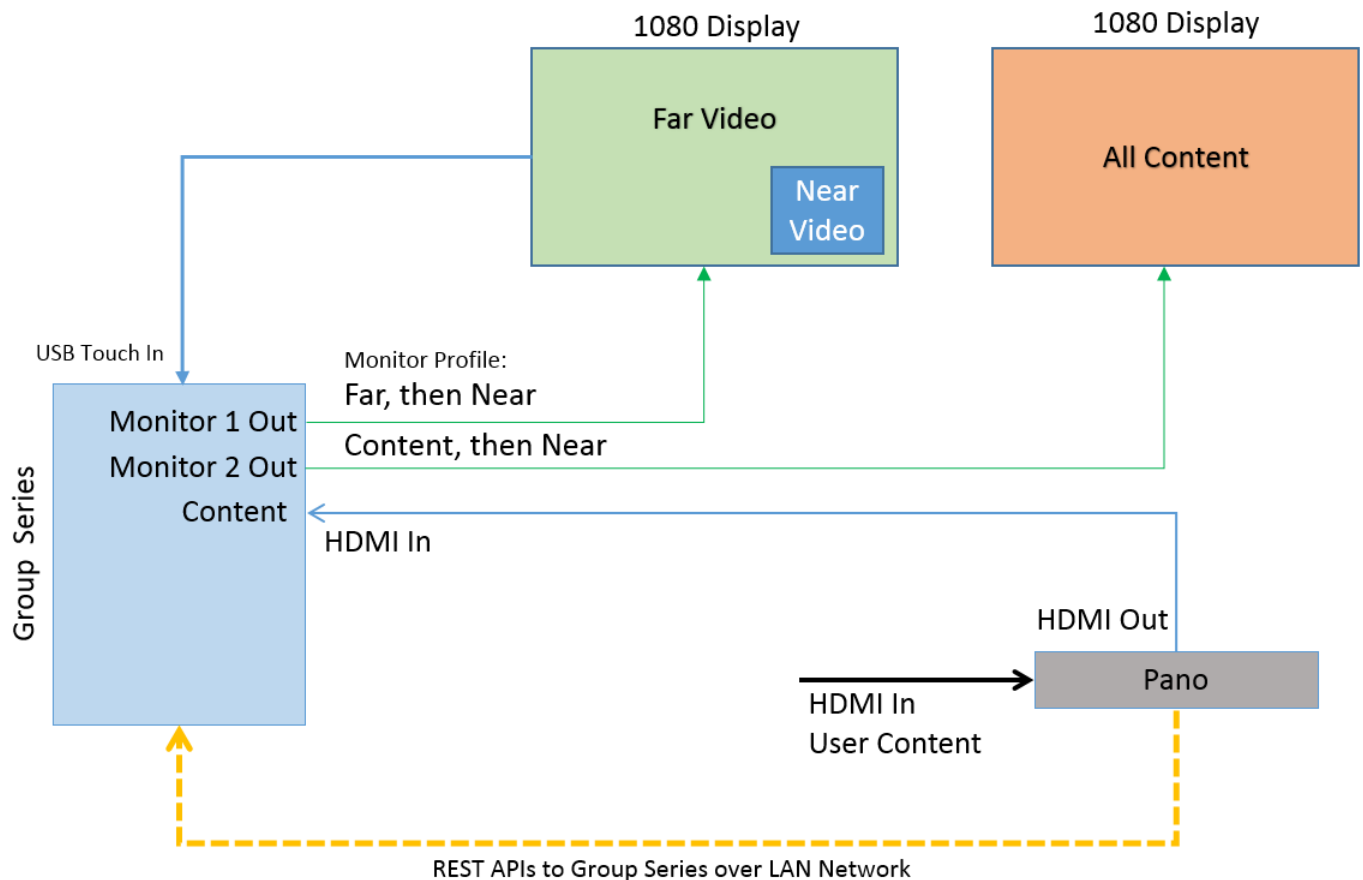 1080 Display
1080 Display
Far Video
Near
Video
All Content
USB Touch In
Monitor Profile:
Far, then Near
Monitor 1 Out
Content, then Near
Monitor 2 Out
Content
HDMI In
Group Series
HDMI Out
Pano
HDMI In
User Content
REST APIs to Group Series over LAN Network